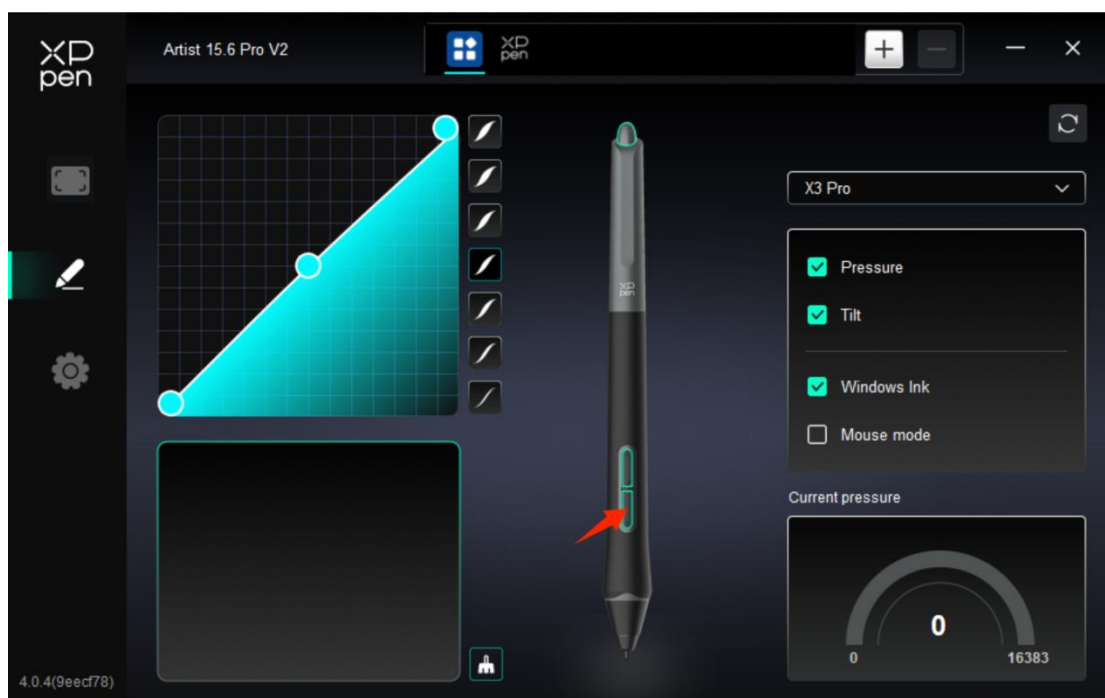 XP
pen
Artist 15.6 Pro V2
XP
pen
X3 Pro
Pressure
Tilt
Windows Ink
Mouse mode
XP
pen
Current pressure
0
0
16383
4.0.4(9eecf78)